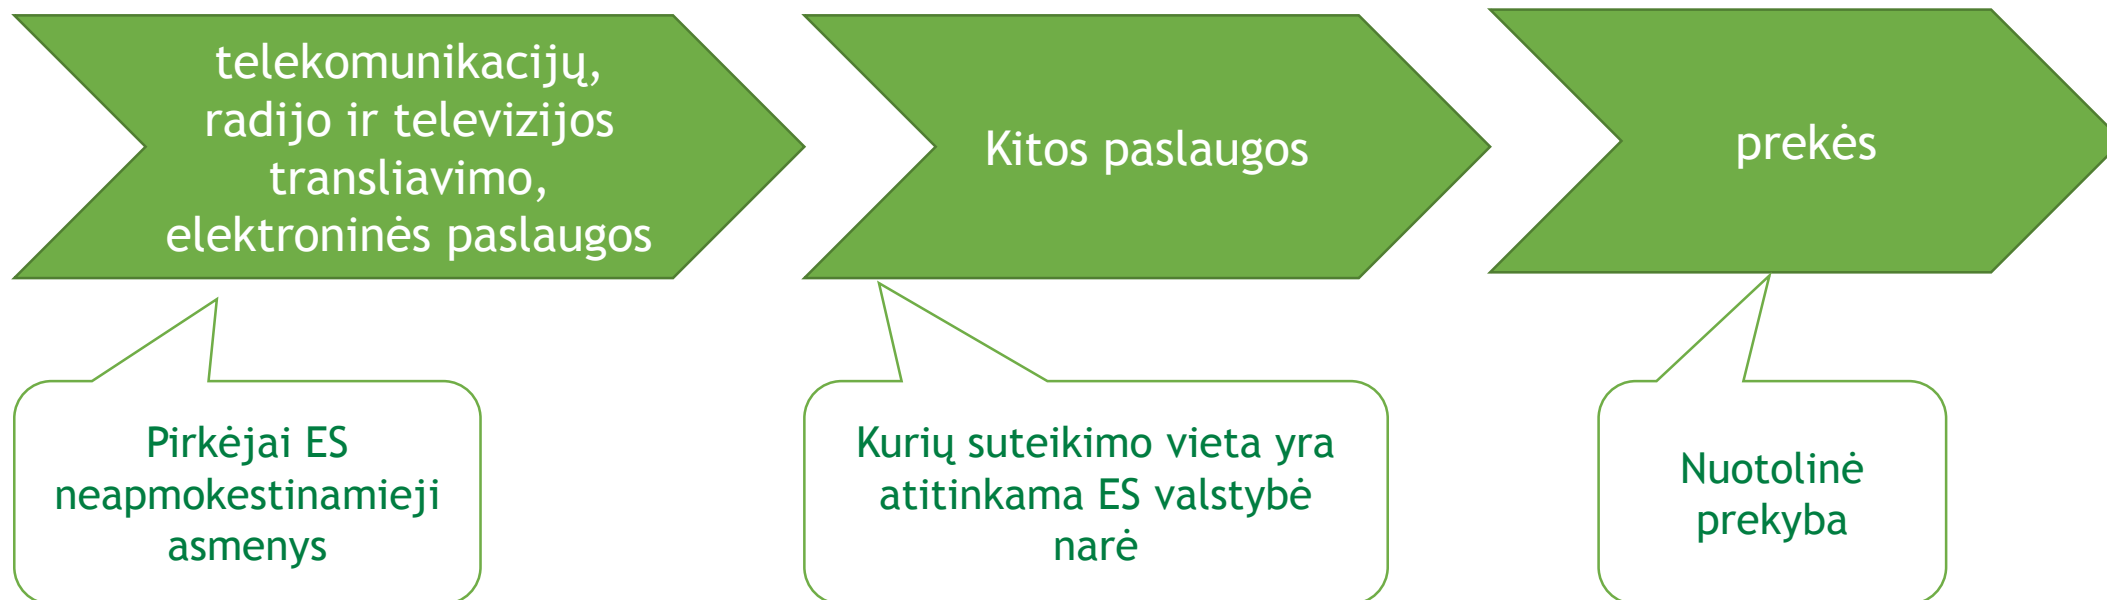 telekomunikacijų,
radijo ir televizijos
transliavimo,
elektroninės paslaugos
Kitos paslaugos
prekės
Pirkėjai ES
neapmokestinamieji
asmenys
Kurių suteikimo vieta yra
atitinkama ES valstybė
narė
Nuotolinė
prekyba